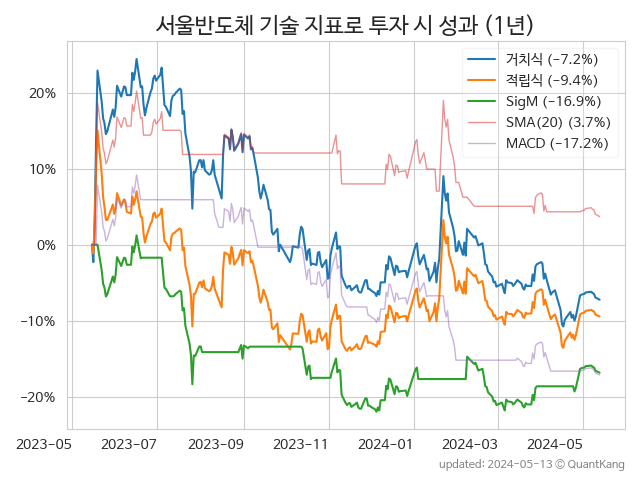 서울반도체 기술 지표로 투자 시 성과 (1년)
거치식 (−7.2%)
적립식 (−9.4%)
SigM (−16.9%)
SMA(20) (3.7%)
MACD (−17.2%)
20%
10%
0%
−10%
−20%
2023−05 2023−07 2023−09 2023−11 2024−01 2024−03 2024−05
updated: 2024−05−13 ⓒ QuantKang